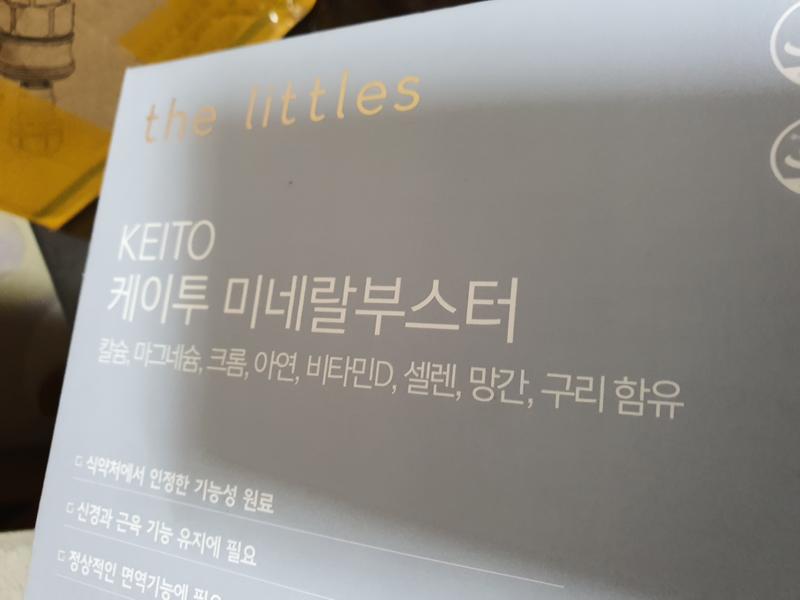 the littles
KEITO
케이투 미네랄부스터
칼슘, 마그네슘, 크롬, 아연, 비타민D, 셀렌, 망간, 구리 함유
식약처에서 인정한 기능성 원료
신경과 근육 기능 유지에 필요
정상적인 면역기능에 필요